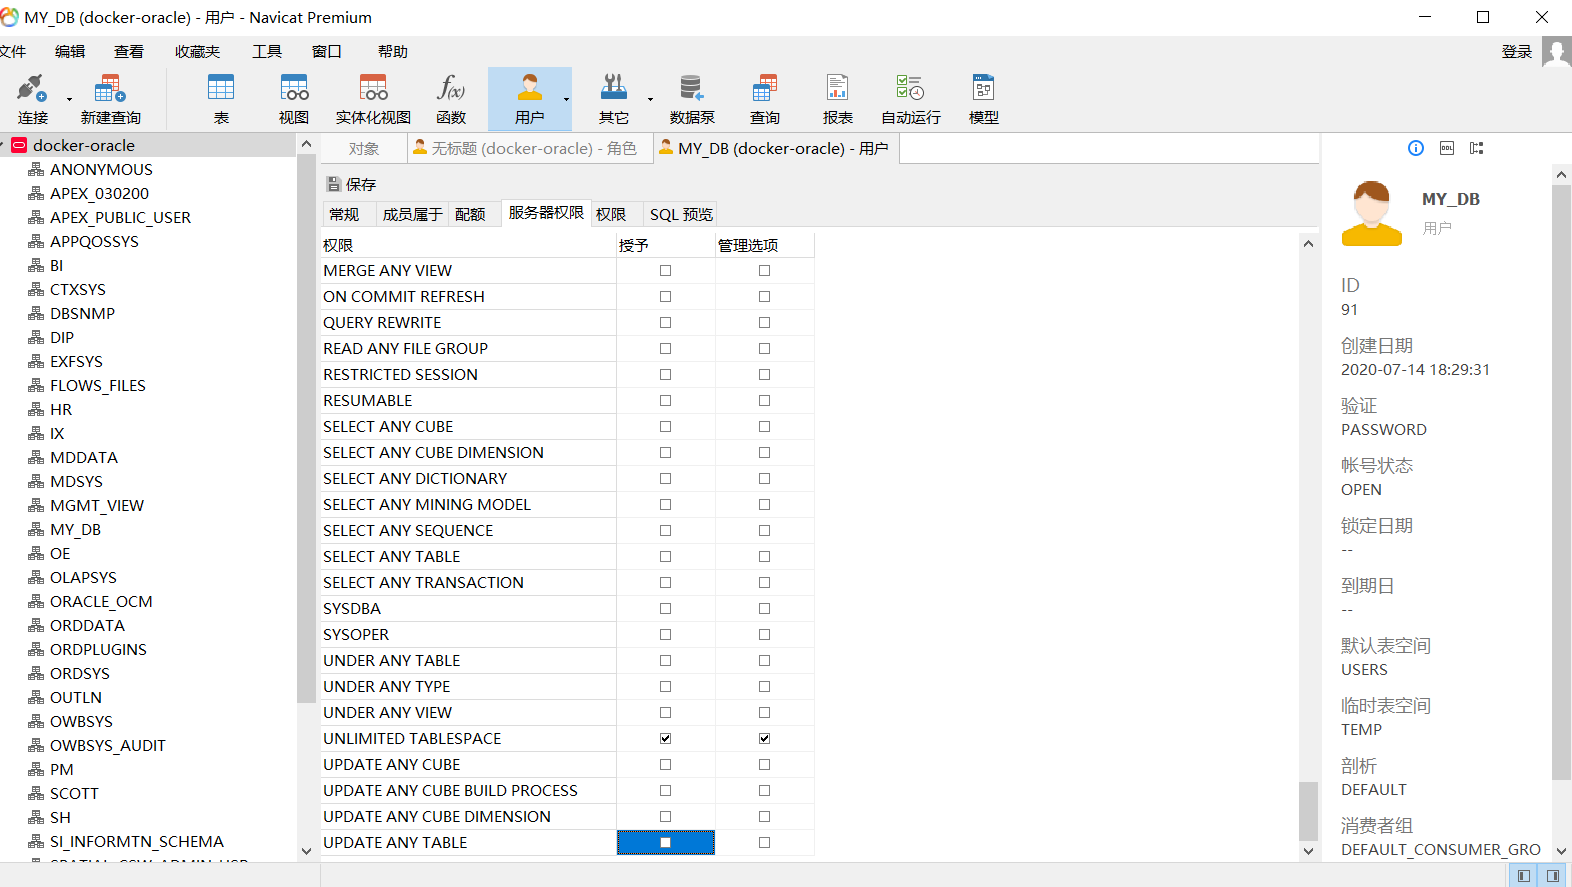 MY_DB (docker-oracle) - 用户 - Navicat Premium
文件 编辑 查看 收藏夹 工具 窗口 帮助 登录
连接 新建查询 表 视图 实体化视图 函数 用户 其它 数据泵 查询 报表 自动运行 模型
docker-oracle
ANONYMOUS
APEX_030200
APEX_PUBLIC_USER
APPQOSSYS
BI
CTXSYS
DBSNMP
DIP
EXFSYS
FLOWS_FILES
HR
IX
MDDATA
MDSYS
MGMT_VIEW
MY_DB
OE
OLAPSYS
ORACLE_OCM
ORDDATA
ORDPLUGINS
ORDSYS
OUTLN
OWBSYS
OWBSYS_AUDIT
PM
SCOTT
SH
SI_INFORMTN_SCHEMA
对象 无标题 (docker-oracle) - 角色 MY_DB (docker-oracle) - 用户
保存
常规 成员属于 配额 服务器权限 权限 SQL 预览
权限 授予 管理选项
MERGE ANY VIEW
ON COMMIT REFRESH
QUERY REWRITE
READ ANY FILE GROUP
RESTRICTED SESSION
RESUMABLE
SELECT ANY CUBE
SELECT ANY CUBE DIMENSION
SELECT ANY DICTIONARY
SELECT ANY MINING MODEL
SELECT ANY SEQUENCE
SELECT ANY TABLE
SELECT ANY TRANSACTION
SYSDBA
SYSOPER
UNDER ANY TABLE
UNDER ANY TYPE
UNDER ANY VIEW
UNLIMITED TABLESPACE
UPDATE ANY CUBE
UPDATE ANY CUBE BUILD PROCESS
UPDATE ANY CUBE DIMENSION
UPDATE ANY TABLE
MY_DB
用户
ID
91
创建日期
2020-07-14 18:29:31
验证
PASSWORD
帐号状态
OPEN
锁定日期
--
到期日
--
默认表空间
USERS
临时表空间
TEMP
剖析
DEFAULT
消费者组
DEFAULT_CONSUMER_GRO